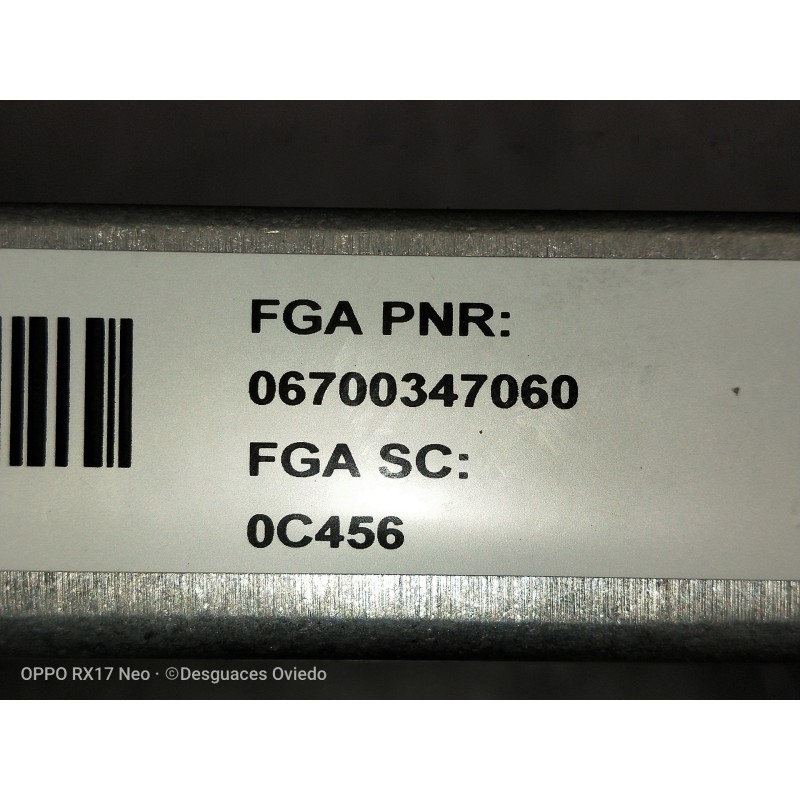 FGA PNR:
06700347060
FGA SC:
0C456
OPPO RX17 Neo · ©Desguaces Oviedo